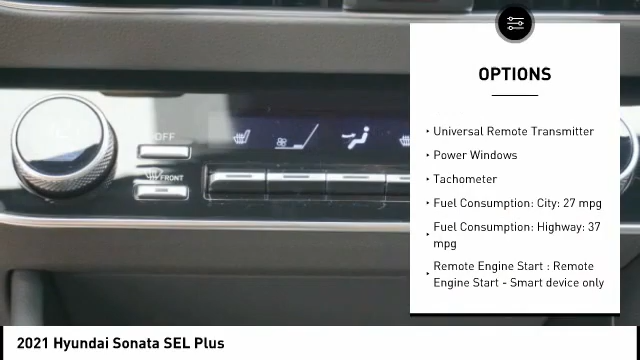 OPTIONS
• Universal Remote Transmitter
• Power Windows
• Tachometer
• Fuel Consumption: City: 27 mpg
• Fuel Consumption: Highway: 37
mpg
• Remote Engine Start : Remote
Engine Start - Smart device only
OFF
FRONT
2021 Hyundai Sonata SEL Plus